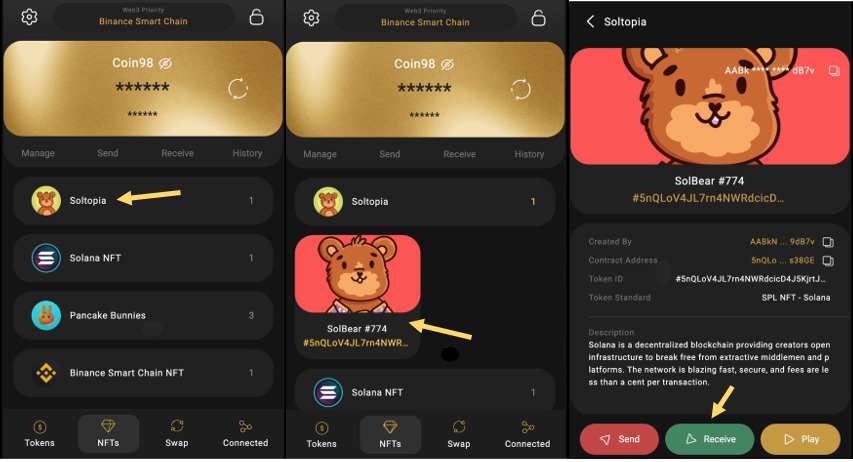 Web3 Priority
Binance Smart Chain
Coin98
******
******
Manage Send Receive History
Soltopia 1
Solana NFT 1
Pancake Bunnies 3
Binance Smart Chain NFT 1
Tokens NFTs Swap Connected
Web3 Priority
Binance Smart Chain
Coin98
******
******
Manage Send Receive History
Soltopia 1
SolBear #774
#5nQLoV4JL7rn4NWR...
Solana NFT 1
Tokens NFTs Swap Connected
Soltopia
AABk **** **** dB7v
SolBear #774
#5nQLoV4JL7rn4NWRdcicD...
Created By AABkN ... 9dB7v
Contract Address 5nQLo ... s38GE
Token ID #5nQLoV4JL7rn4NWRdcicD4J5KjrtJ...
Token Standard SPL NFT - Solana
Description
Solana is a decentralized blockchain providing creators open
infrastructure to break free from extractive middlemen and p
latforms. The network is blazing fast, secure, and fees are le
ss than a cent per transaction.
Send Receive Play